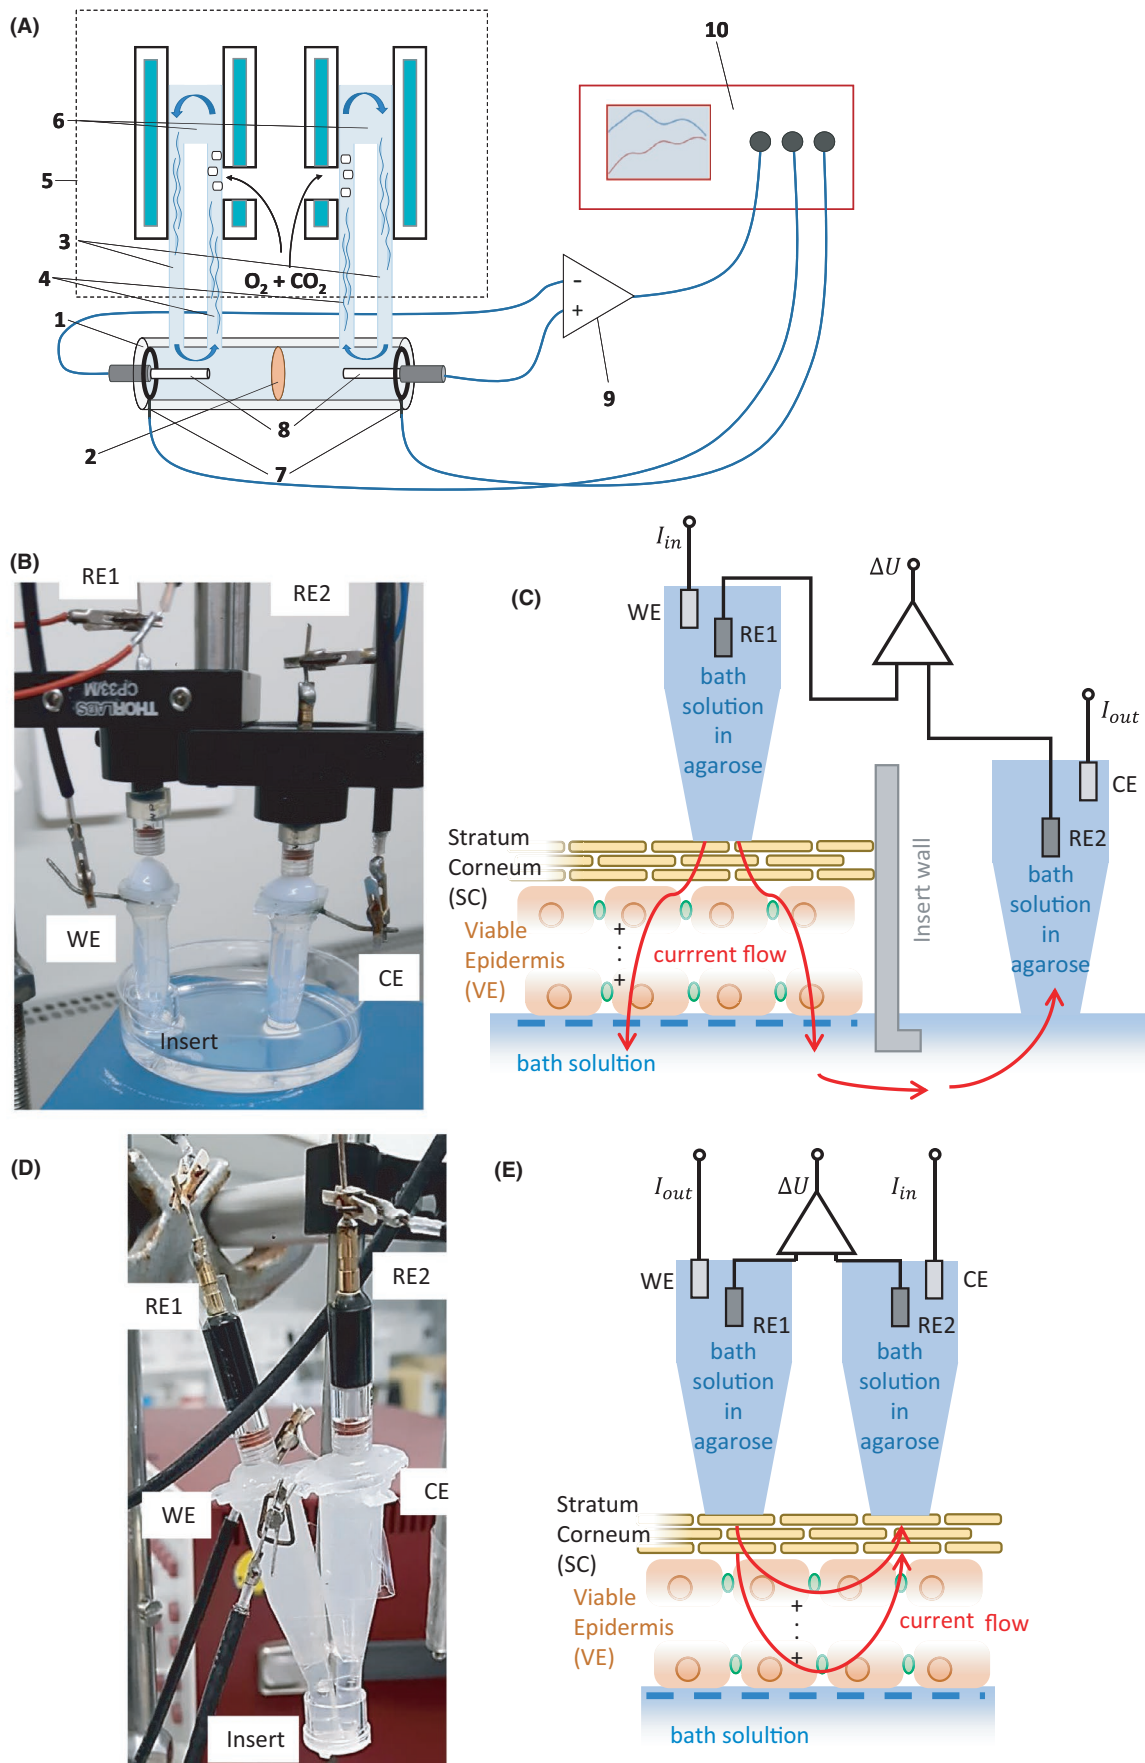 (A)
10
6
5
3
4
O2 + CO2
1
-
+
9
8
2
7
(B)
RE1
RE2
THORLABS
CP33/M
WE
CE
Insert
(C)
Iin
ΔU
WE
RE1
Iout
bath
solution
in
agarose
CE
RE2
Stratum
Corneum
(SC)
Viable
Epidermis
(VE)
+
:
+
currrent flow
Insert wall
bath
solution
in
agarose
bath solultion
(D)
RE1
RE2
WE
CE
Insert
(E)
Iout
ΔU
Iin
WE
RE1
RE2
CE
bath
solution
in
agarose
bath
solution
in
agarose
Stratum
Corneum
(SC)
Viable
Epidermis
(VE)
+
:
+
current flow
bath solultion